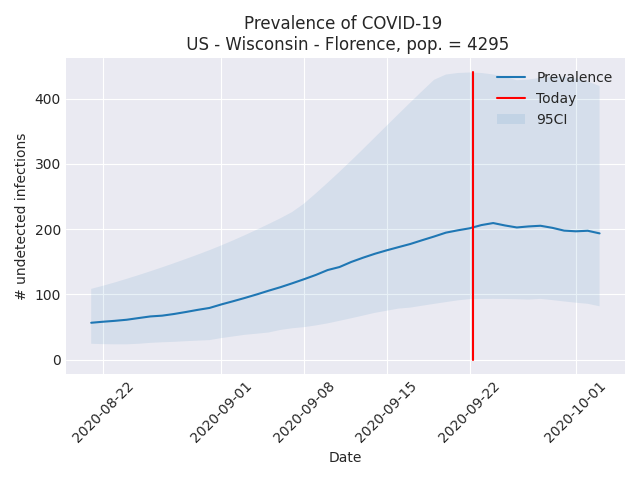 Prevalence of COVID-19
US - Wisconsin - Florence, pop. = 4295
Prevalence
Today
95CI
# undetected infections
400
300
200
100
0
2020-08-22
2020-09-01
2020-09-08
2020-09-15
2020-09-22
2020-10-01
Date